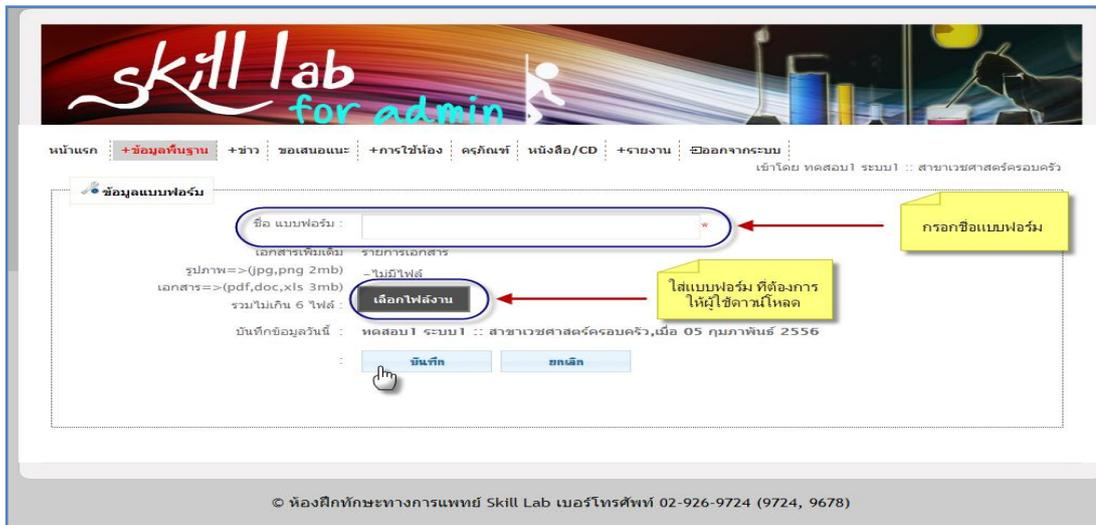 skill lab
for admin
หน้าแรก +ข้อมูลพื้นฐาน +ข่าว ขอเสนอแนะ +การใช้ห้อง ครุภัณฑ์ หนังสือ/CD +รายงาน ออกจากระบบ
เข้าโดย ทดสอบ1 ระบบ1 :: สาขาเวชศาสตร์ครอบครัว
ข้อมูลแบบฟอร์ม
ชื่อ แบบฟอร์ม : *
กรอกชื่อแบบฟอร์ม
เอกสารเพิ่มเติม รายการเอกสาร
รูปภาพ=>(jpg,png 2mb) -ไม่มีไฟล์
เอกสาร=>(pdf,doc,xls 3mb)
รวมไม่เกิน 6 ไฟล์ : เลือกไฟล์งาน
ใส่แบบฟอร์ม ที่ต้องการ
ให้ผู้ใช้ดาวน์โหลด
บันทึกข้อมูลวันนี้ : ทดสอบ1 ระบบ1 :: สาขาเวชศาสตร์ครอบครัว,เมื่อ 05 กุมภาพันธ์ 2556
: บันทึก ยกเลิก
© ห้องฝึกทักษะทางการแพทย์ Skill Lab เบอร์โทรศัพท์ 02-926-9724 (9724, 9678)